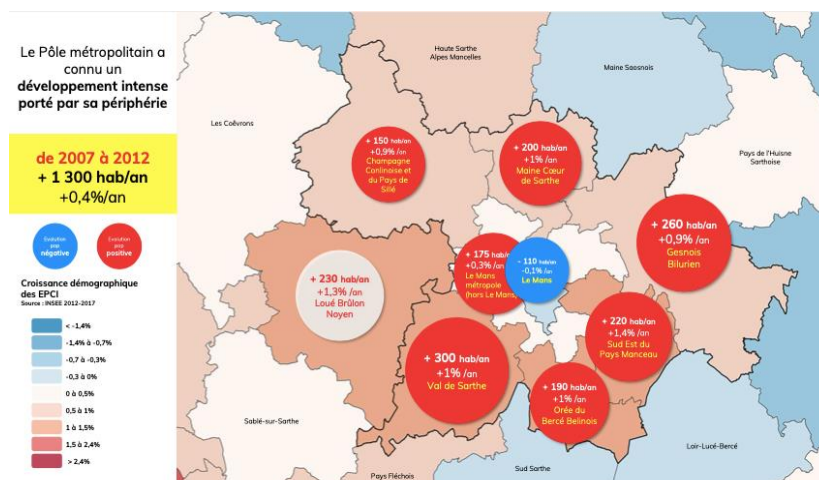 Le Pôle métropolitain a
connu un
développement intense
porté par sa périphérie
de 2007 à 2012
+ 1 300 hab/an
+0,4%/an
Evolution
pop
négative
Evolution
pop
positive
Croissance démographique
des EPCI
Source : INSEE 2012-2017
< -1,4%
-1,4% à -0,7%
-0,7 à -0,3%
-0,3 à 0%
0 à 0,5%
0,5 à 1%
1 à 1,5%
1,5 à 2,4%
> 2,4%
Haute Sarthe
Alpes Mancelles
Maine Saosnois
Les Coëvrons
Pays de l'Huisne
Sarthoise
+ 150 hab/an
+0,9% /an
Champagne
Conlinoise et
du Pays de
Sillé
+ 200 hab/an
+1% /an
Maine Cœur
de Sarthe
+ 260 hab/an
+0,9% /an
Gesnois
Bilurien
+ 175 hab/an
+0,3% /an
Le Mans
métropole
(hors Le Mans)
- 110 hab/an
-0,1% /an
Le Mans
+ 230 hab/an
+1,3% /an
Loué Brûlon
Noyen
+ 220 hab/an
+1,4% /an
Sud Est du
Pays Manceau
+ 300 hab/an
+1% /an
Val de Sarthe
+ 190 hab/an
+1% /an
Orée du
Bercé Belinois
Sablé-sur-Sarthe
Loir-Lucé-Bercé
Pays Fléchois
Sud Sarthe